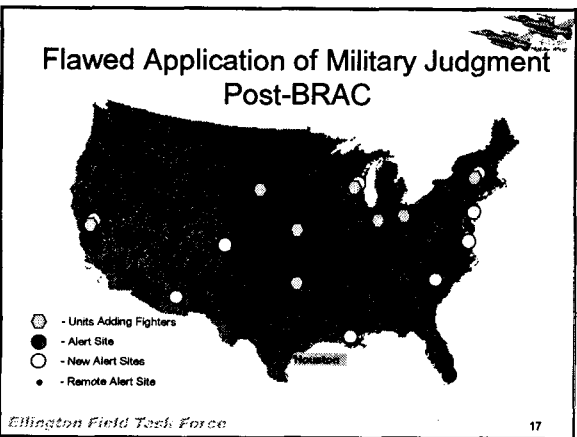 Flawed Application of Military Judgment
Post-BRAC
- Units Adding Fighters
- Alert Site
- New Alert Sites
- Remote Alert Site
Houston
Ellington Field Task Force
17